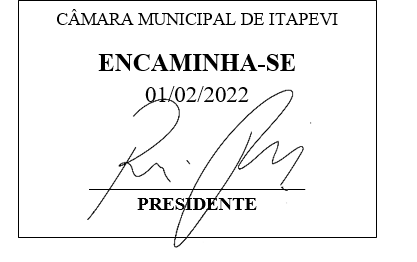 CÂMARA MUNICIPAL DE ITAPEVI
ENCAMINHA-SE
01/02/2022
PRESIDENTE